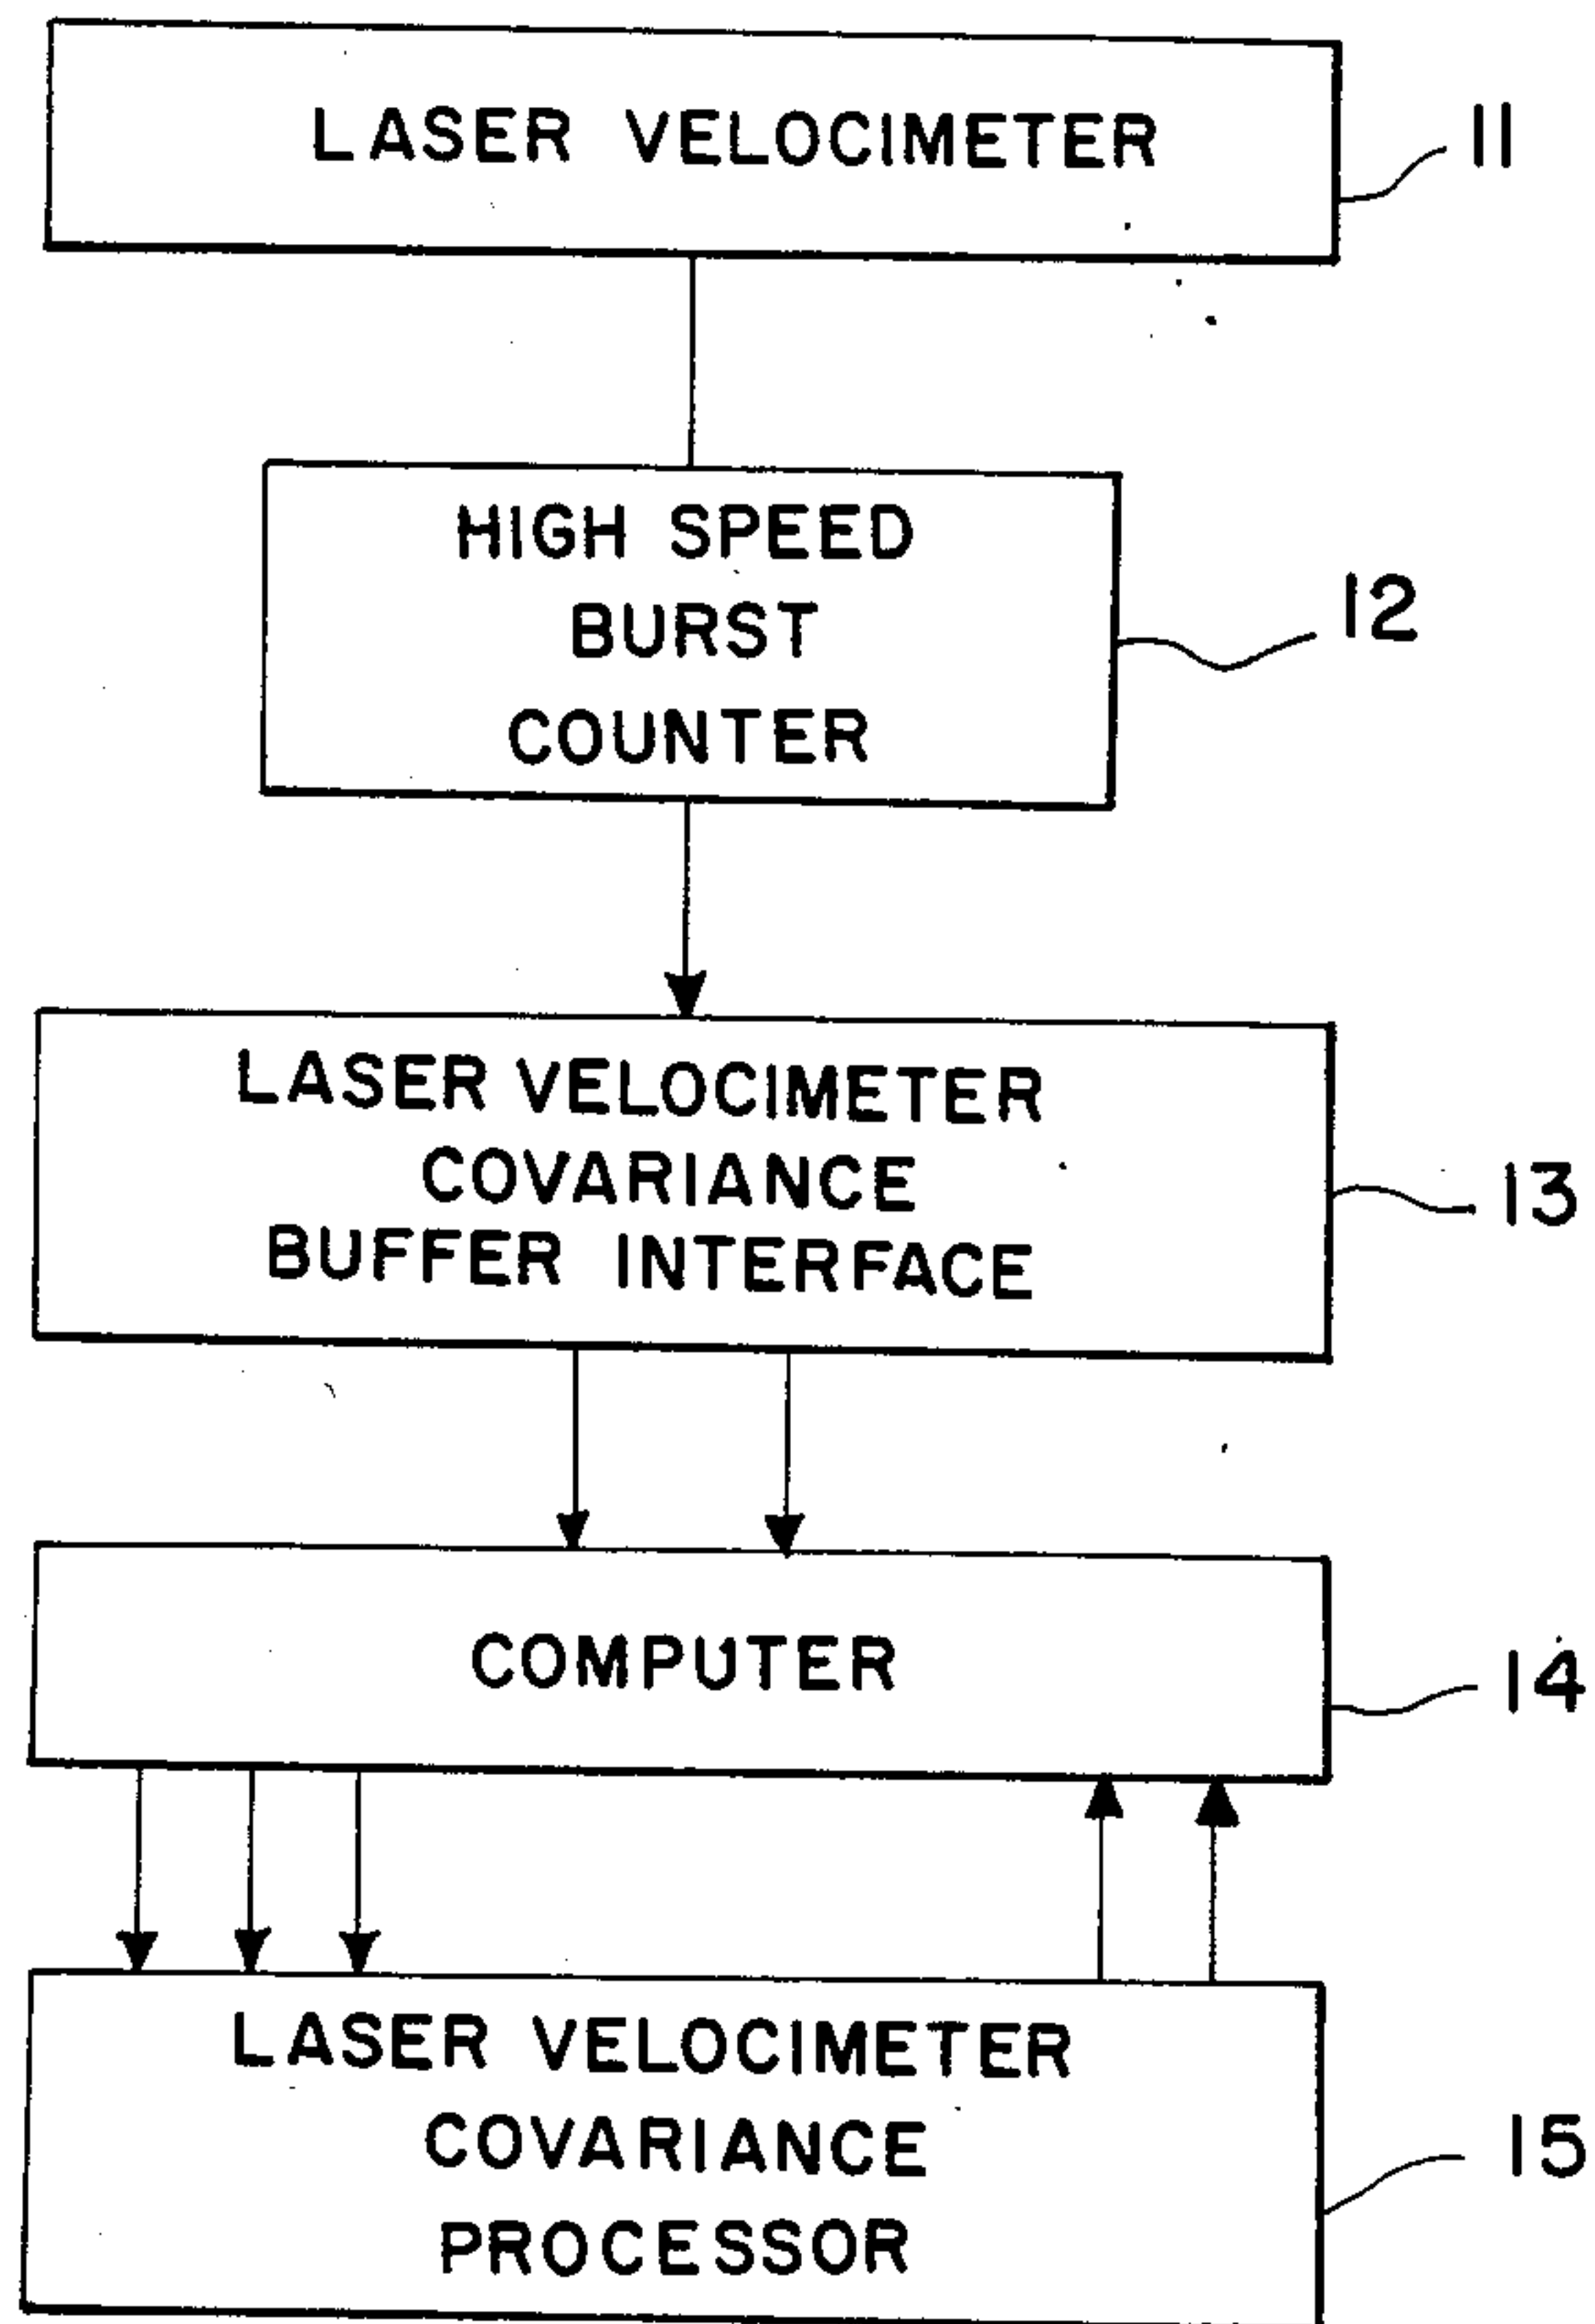 LASER VELOCIMETER
11
HIGH SPEED
BURST
COUNTER
12
LASER VELOCIMETER
COVARIANCE
BUFFER INTERFACE
13
COMPUTER
14
LASER VELOCIMETER
COVARIANCE
PROCESSOR
15